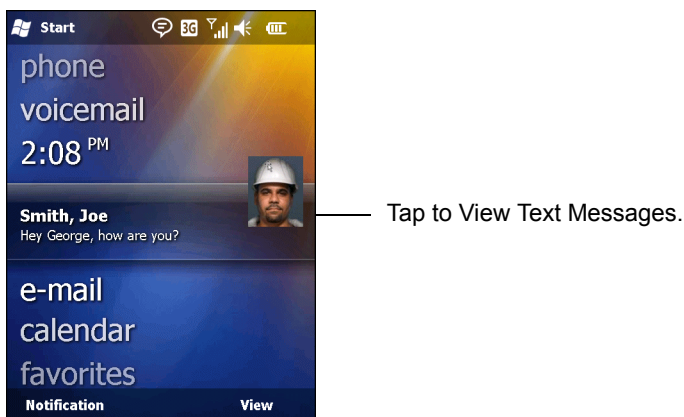 Start
3G
phone
voicemail
2:08 PM
Smith, Joe
Hey George, how are you?
Tap to View Text Messages.
e-mail
calendar
favorites
Notification View